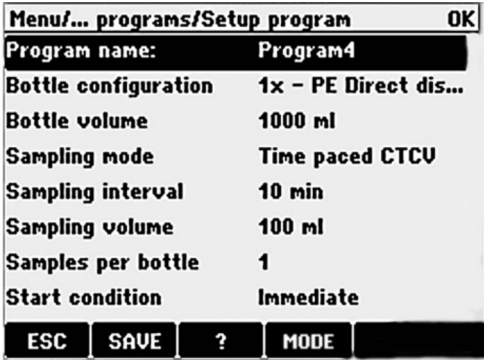 Menu/... programs/Setup program OK
Program name: Program4
Bottle configuration 1x - PE Direct dis...
Bottle volume 1000 ml
Sampling mode Time paced CTCV
Sampling interval 10 min
Sampling volume 100 ml
Samples per bottle 1
Start condition Immediate
ESC SAVE ? MODE